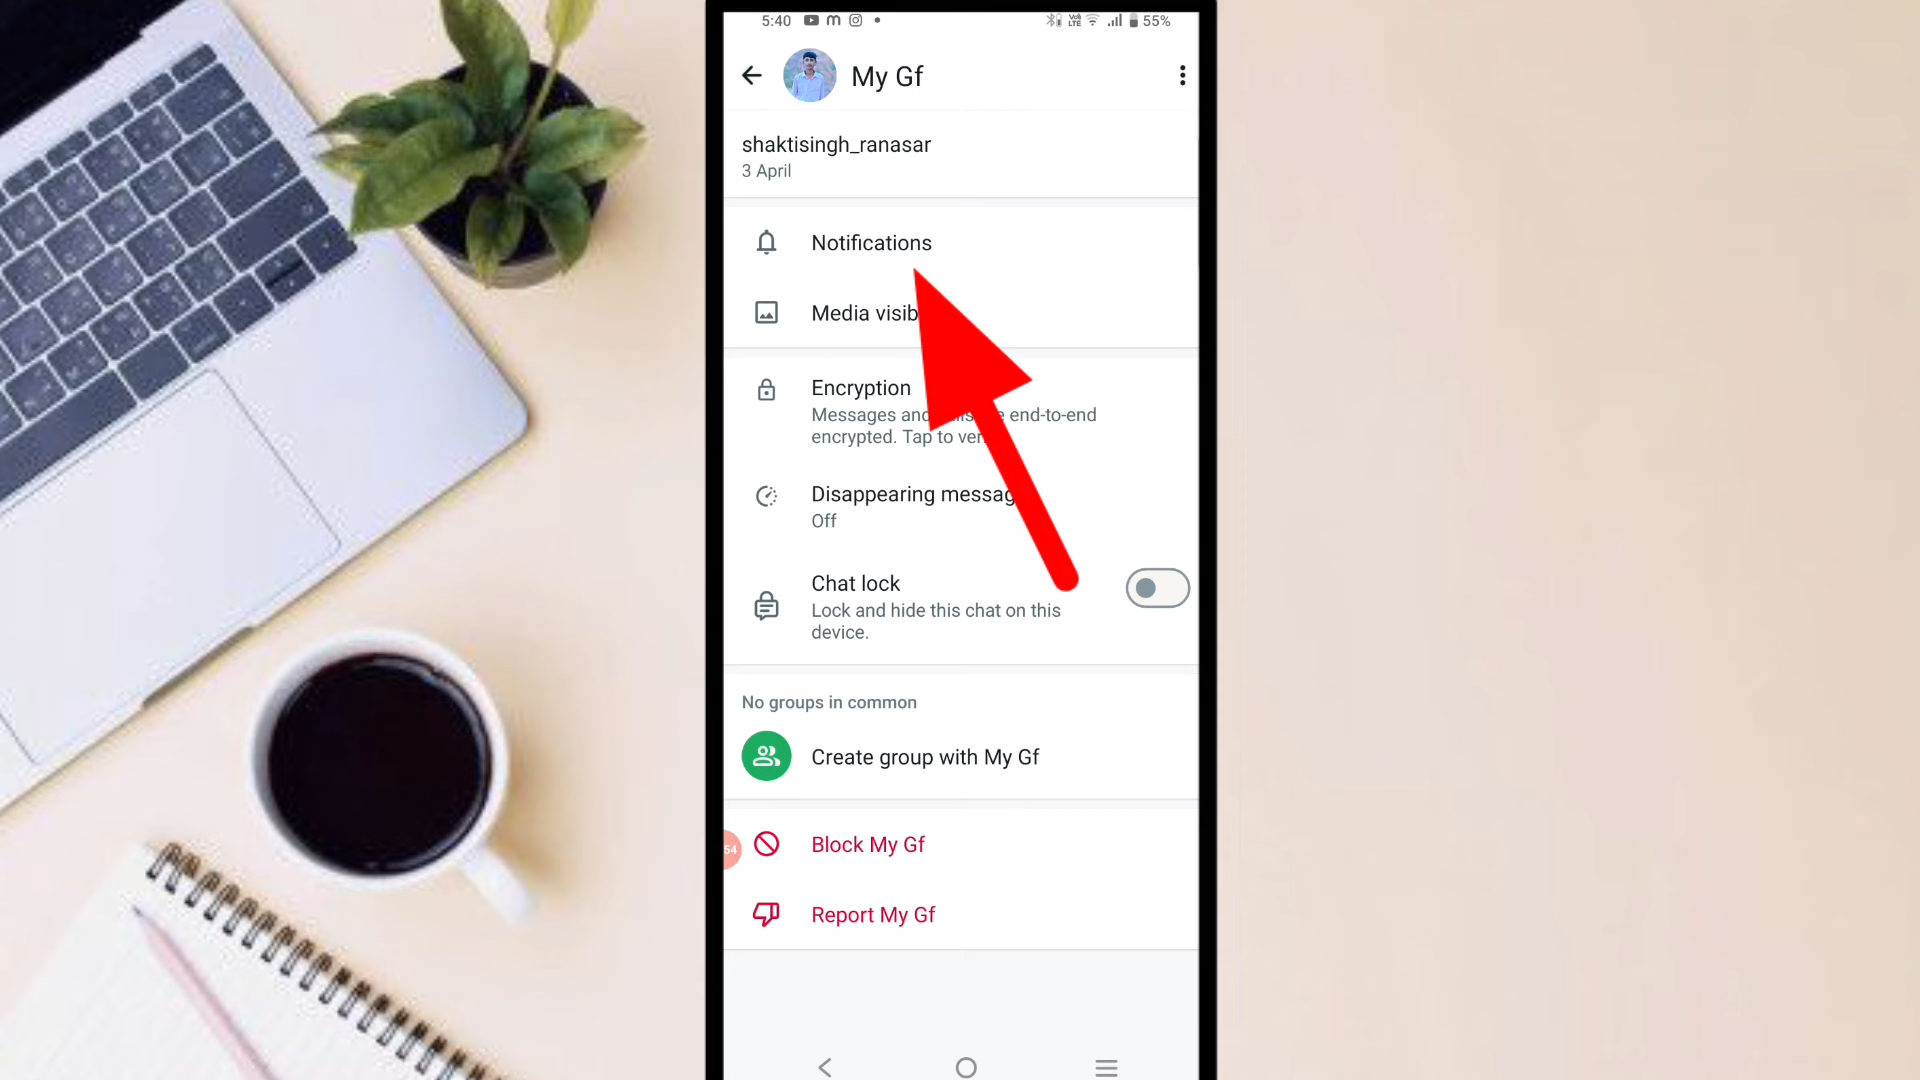 5:40 55%
My Gf
shaktisingh_ranasar
3 April
Notifications
Media visib
Encryption
Messages and end-to-end
encrypted. Tap to ver
Disappearing messag
Off
Chat lock
Lock and hide this chat on this
device.
No groups in common
Create group with My Gf
54
Block My Gf
Report My Gf